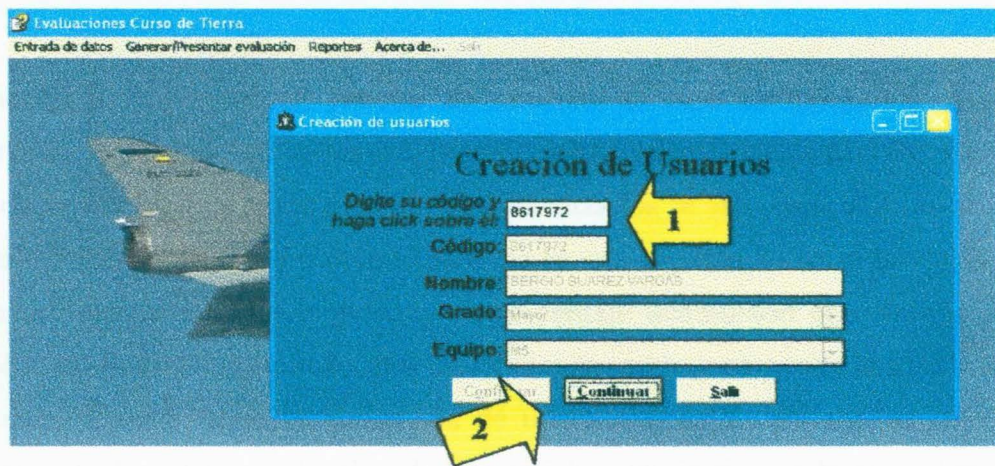 Evaluaciones Curso de Tierra
Entrada de datos Generar/Presentar evaluación Reportes Acerca de... Salir
Creación de usuarios
Creación de Usuarios
Digite su código y
haga click sobre él:
8617972
1
Código:
8617972
Nombre:
SERGIO SUAREZ VARGAS
Grado:
Mayor
Equipo:
M5
Continuar Salir
2